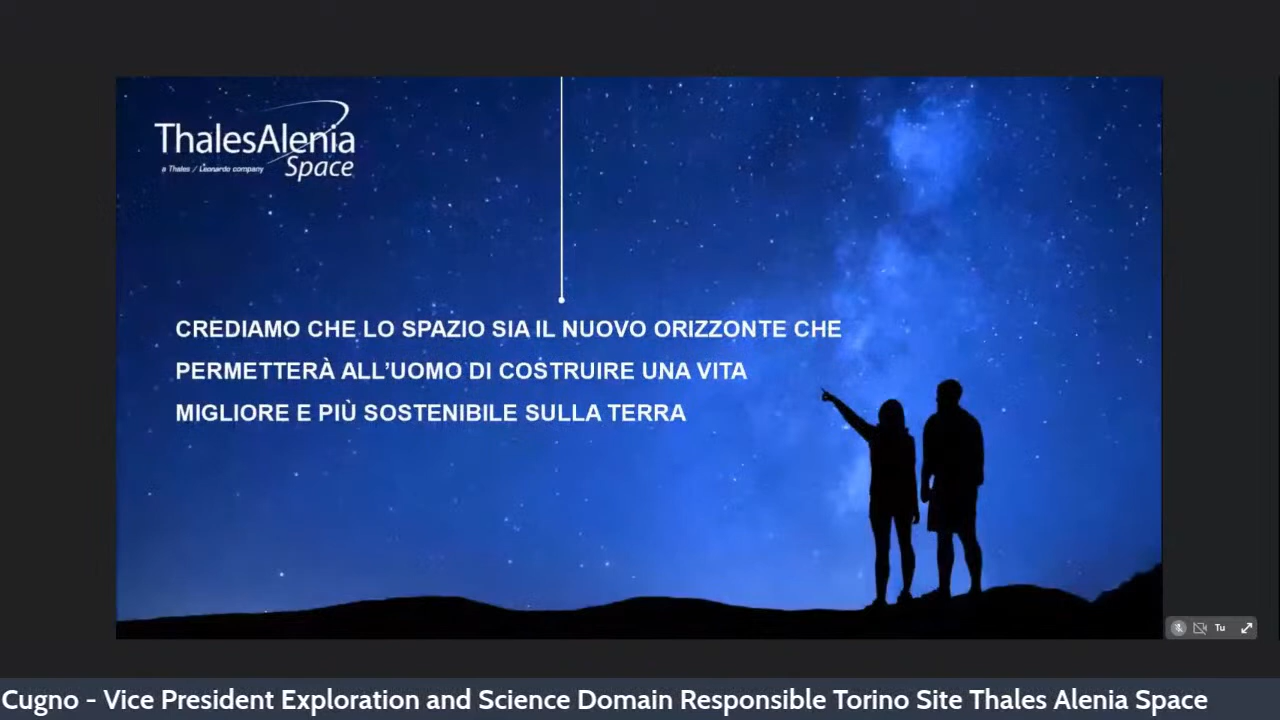 ThalesAlenia
a Thales / Leonardo company
Space
CREDIAMO CHE LO SPAZIO SIA IL NUOVO ORIZZONTE CHE
PERMETTERÀ ALL'UOMO DI COSTRUIRE UNA VITA
MIGLIORE E PIÙ SOSTENIBILE SULLA TERRA
Tu
Cugno - Vice President Exploration and Science Domain Responsible Torino Site Thales Alenia Space